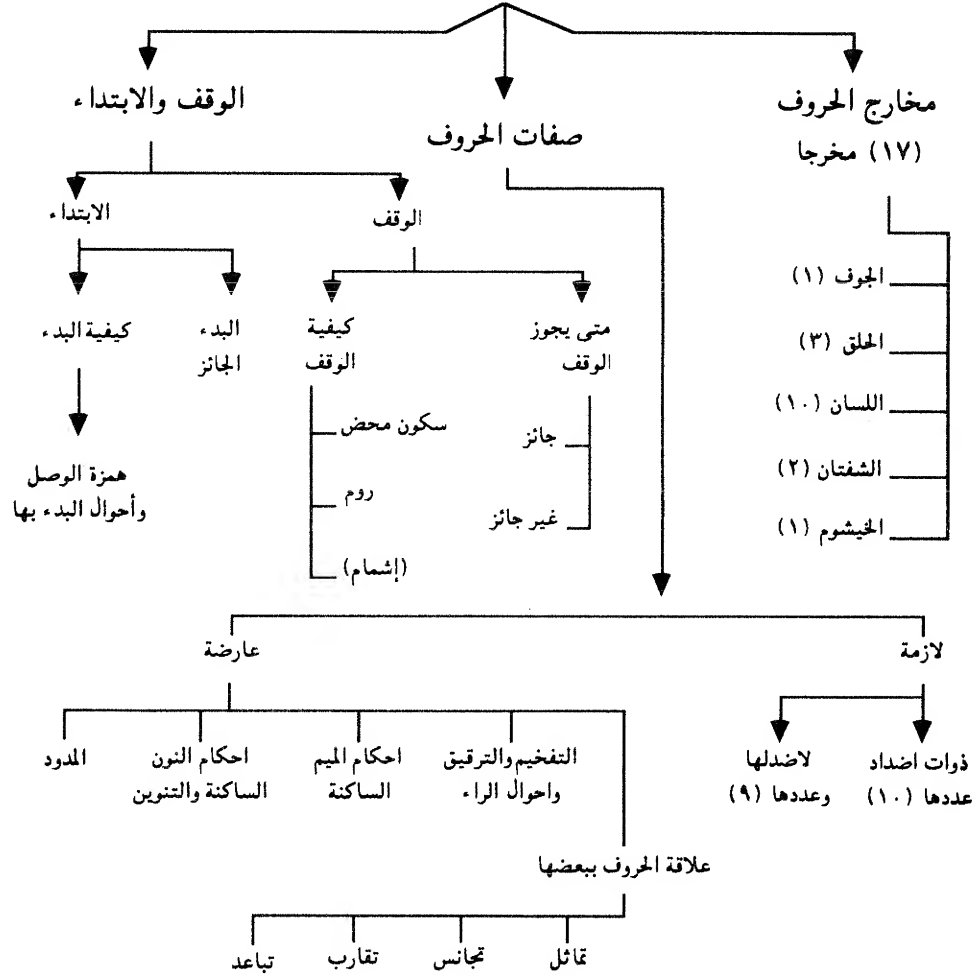 مخارج الحروف
(١٧) مخرجا
الجوف (١)
الحلق (٣)
اللسان (١٠)
الشفتان (٢)
الخيشوم (١)
صفات الحروف
الوقف والابتداء
الوقف
الابتداء
متى يجوز
الوقف
جائز
غير جائز
كيفية
الوقف
سكون محض
روم
(إشمام)
البدء
الجائز
كيفية البدء
همزة الوصل
وأحوال البدء بها
لازمة
ذوات اضداد
عددها (١٠)
لاضدلها
وعددها (٩)
عارضة
التفخيم والترقيق
واحوال الراء
احكام الميم
الساكنة
احكام النون
الساكنة والتنوين
المدود
علاقة الحروف ببعضها
تماثل
تجانس
تقارب
تباعد